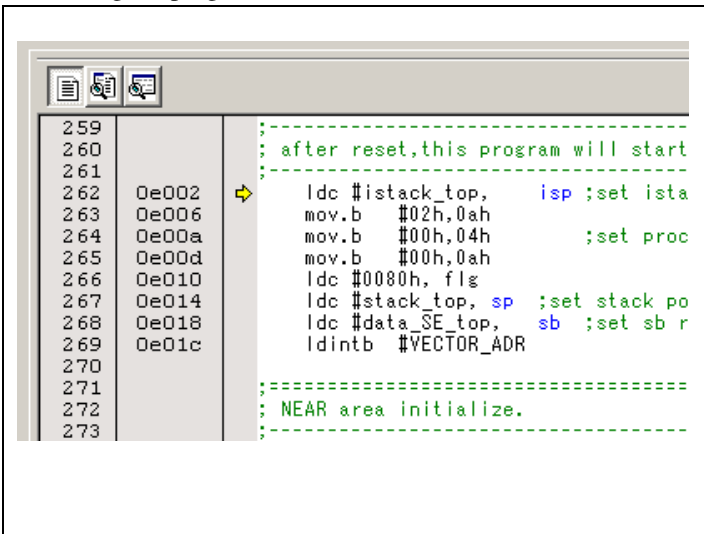 259 ;-----------------------------------------
260 ; after reset,this program will start
261 ;-----------------------------------------
262 0e002 ldc #istack_top, isp ;set ista
263 0e006 mov.b #02h,0ah
264 0e00a mov.b #00h,04h ;set proc
265 0e00d mov.b #00h,0ah
266 0e010 ldc #0080h, flg
267 0e014 ldc #stack_top, sp ;set stack po
268 0e018 ldc #data_SE_top, sb ;set sb r
269 0e01c ldintb #VECTOR_ADR
270
271 ;=========================================
272 ; NEAR area initialize.
273 ;-----------------------------------------